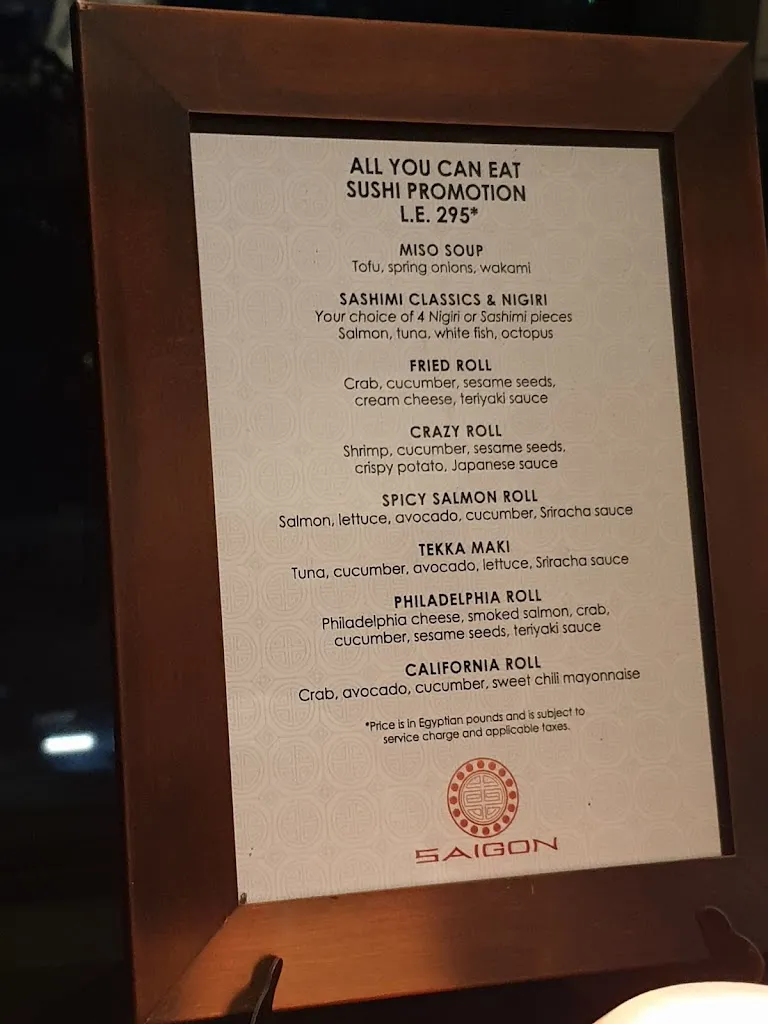 ALL YOU CAN EAT
SUSHI PROMOTION
L.E. 295*
MISO SOUP
Tofu, spring onions, wakami
SASHIMI CLASSICS & NIGIRI
Your choice of 4 Nigiri or Sashimi pieces
Salmon, tuna, white fish, octopus
FRIED ROLL
Crab, cucumber, sesame seeds,
cream cheese, teriyaki sauce
CRAZY ROLL
Shrimp, cucumber, sesame seeds,
crispy potato, Japanese sauce
SPICY SALMON ROLL
Salmon, lettuce, avocado, cucumber, Sriracha sauce
TEKKA MAKI
Tuna, cucumber, avocado, lettuce, Sriracha sauce
PHILADELPHIA ROLL
Philadelphia cheese, smoked salmon, crab,
cucumber, sesame seeds, teriyaki sauce
CALIFORNIA ROLL
Crab, avocado, cucumber, sweet chili mayonnaise
*Price is in Egyptian pounds and is subject to
service charge and applicable taxes.
SAIGON